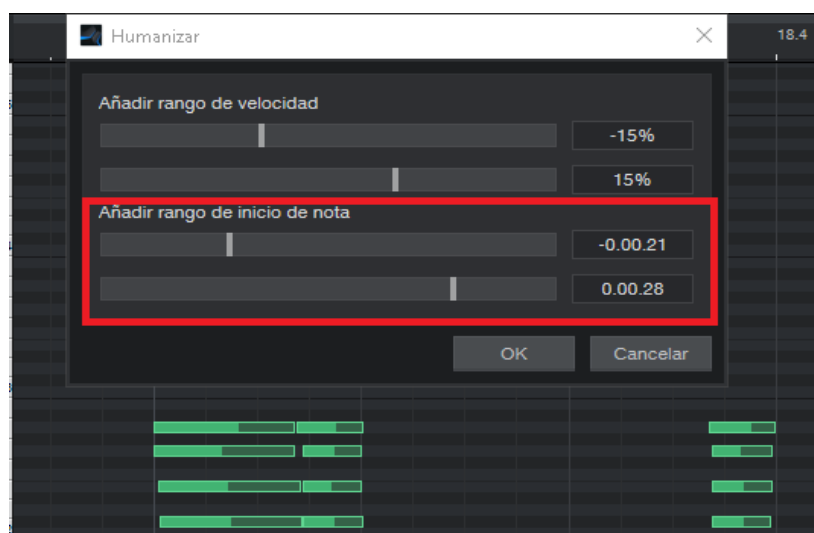 Humanizar
18.4
Añadir rango de velocidad
-15%
15%
Añadir rango de inicio de nota
-0.00.21
0.00.28
OK
Cancelar